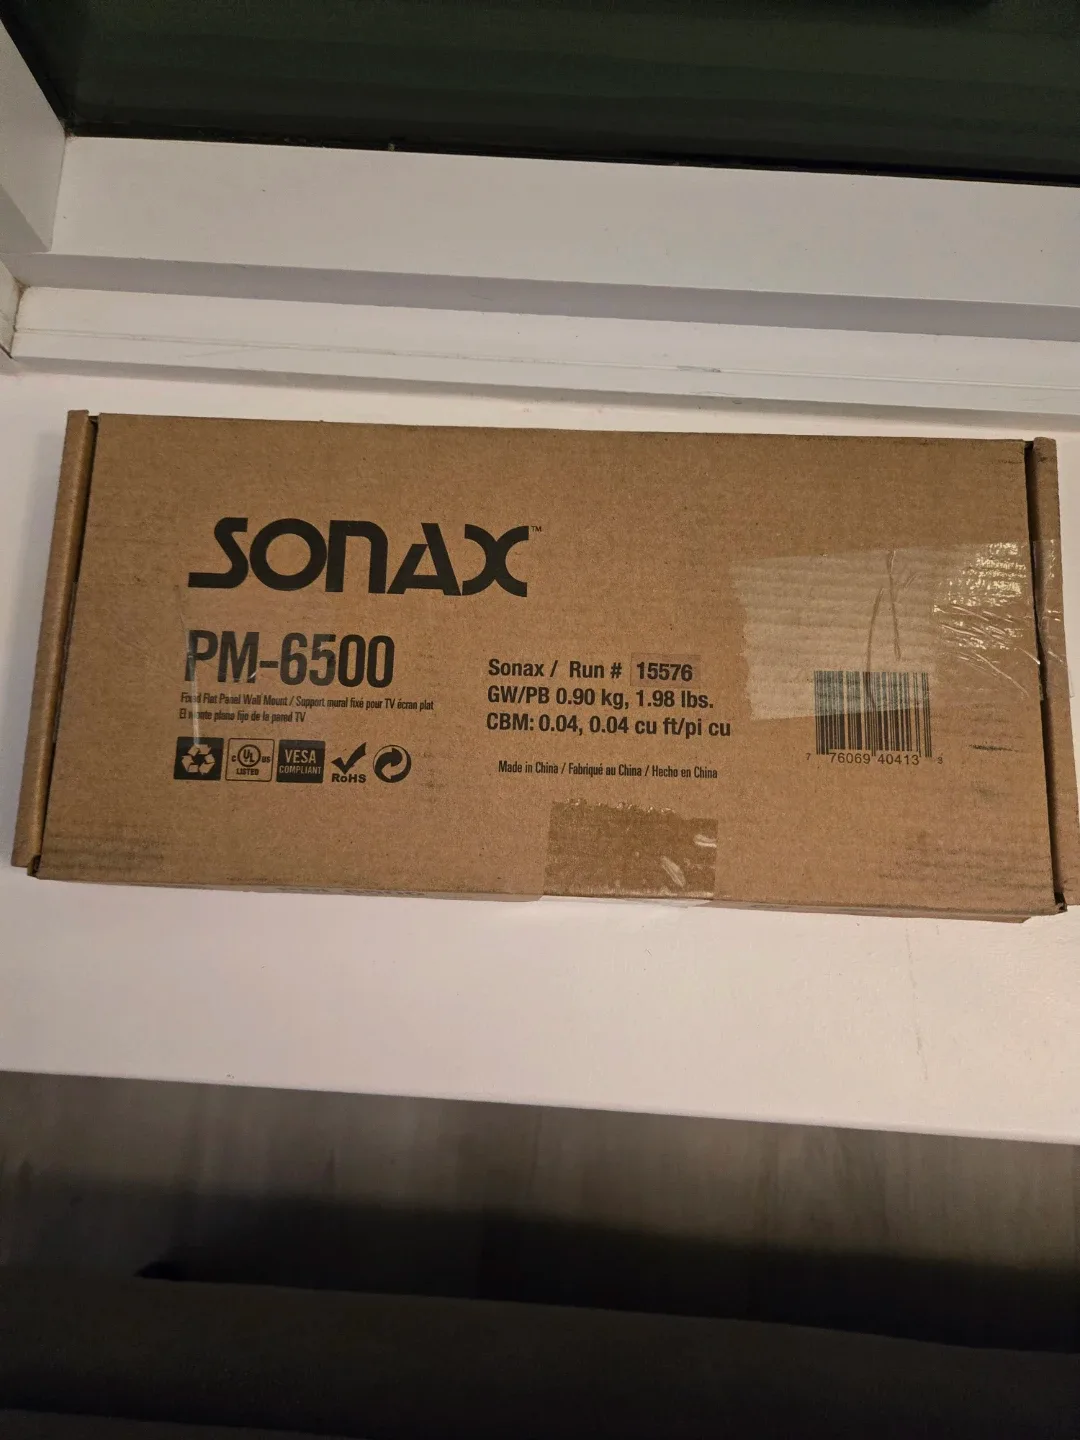 SONAX™
PM-6500
Fixed Flat Panel Wall Mount / Support mural fixé pour TV écran plat
El monte plano fijo de la pared TV
C UL US
LISTED
VESA
COMPLIANT
RoHS
Sonax / Run # 15576
GW/PB 0.90 kg, 1.98 lbs.
CBM: 0.04, 0.04 cu ft/pi cu
Made in China / Fabriqué au China / Hecho en China
7 76069 40413 3